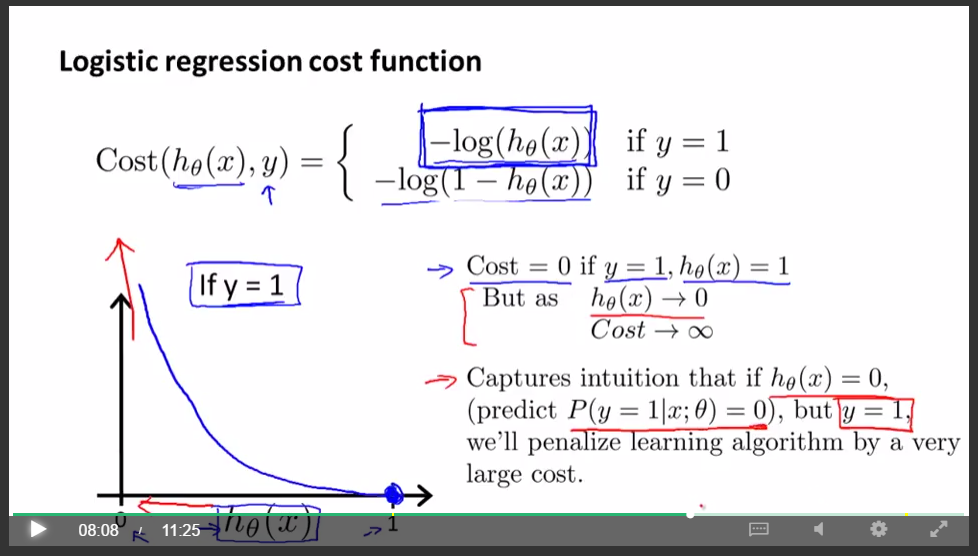 Logistic regression cost function
Cost(hθ(x), y) = { −log(hθ(x)) if y = 1
−log(1 − hθ(x)) if y = 0
If y = 1
→ Cost = 0 if y = 1, hθ(x) = 1
But as hθ(x) → 0
Cost → ∞
→ Captures intuition that if hθ(x) = 0,
(predict P(y = 1|x; θ) = 0), but y = 1,
we'll penalize learning algorithm by a very
large cost.
0 hθ(x) 1
08:08 / 11:25